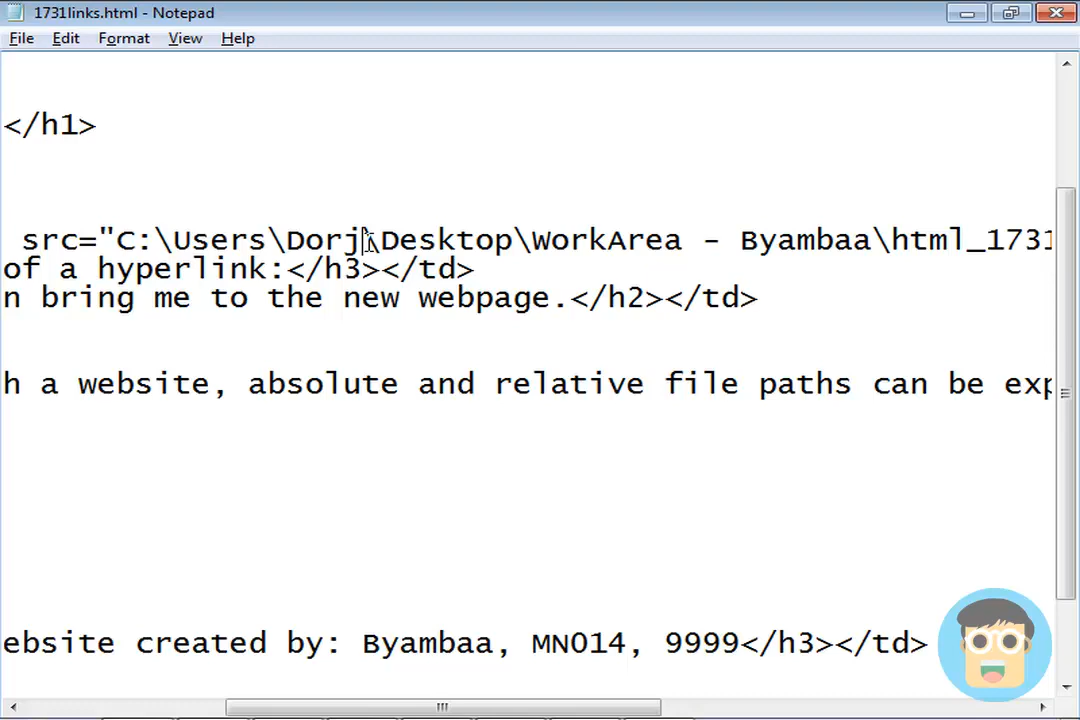 1731links.html - Notepad
File Edit Format View Help
</h1>
src="C:\Users\Dorj\Desktop\WorkArea - Byambaa\html_1731
of a hyperlink:</h3></td>
n bring me to the new webpage.</h2></td>
h a website, absolute and relative file paths can be exp
ebsite created by: Byambaa, MN014, 9999</h3></td>